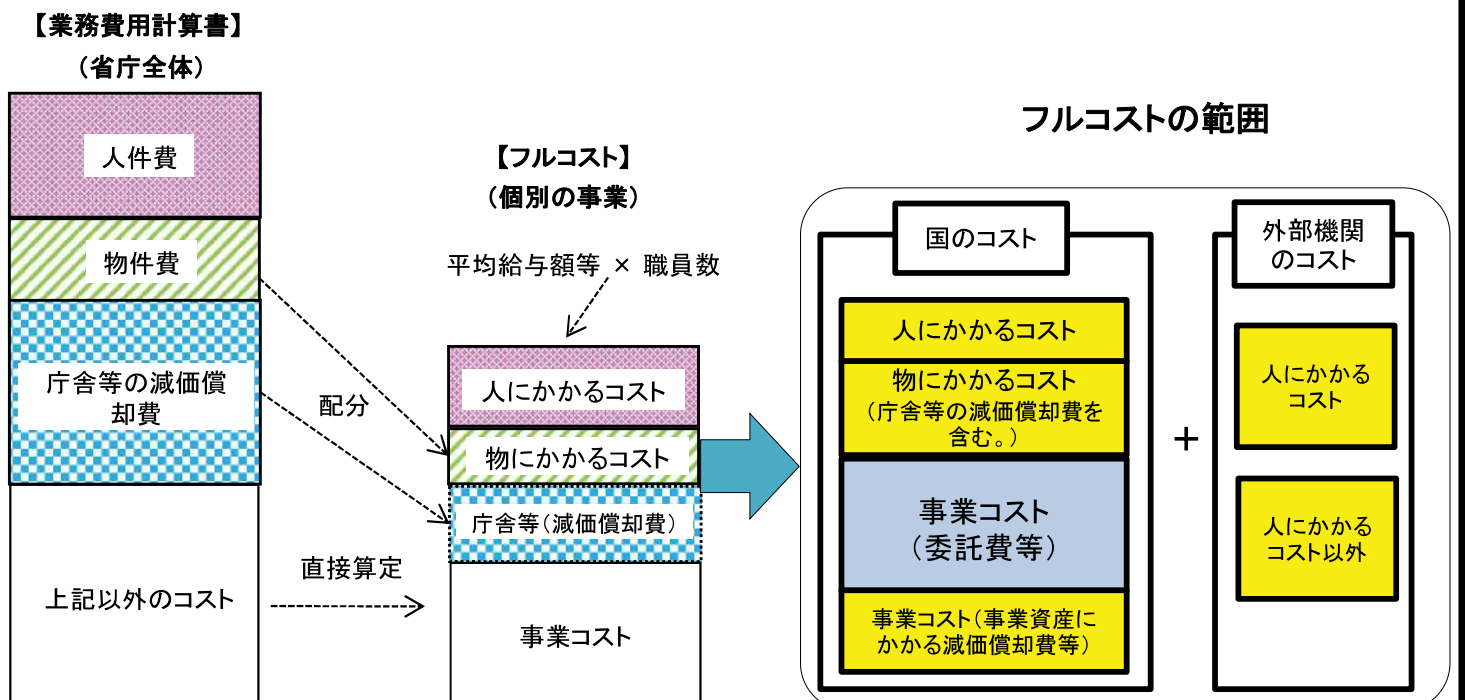 【業務費用計算書】
（省庁全体）
人件費
物件費
庁舎等の減価償
却費
上記以外のコスト
配分
直接算定
【フルコスト】
（個別の事業）
平均給与額等 × 職員数
人にかかるコスト
物にかかるコスト
庁舎等（減価償却費）
事業コスト
フルコストの範囲
国のコスト
人にかかるコスト
物にかかるコスト
（庁舎等の減価償却費を
含む。）
事業コスト
（委託費等）
事業コスト（事業資産に
かかる減価償却費等）
+
外部機関
のコスト
人にかかる
コスト
人にかかる
コスト以外